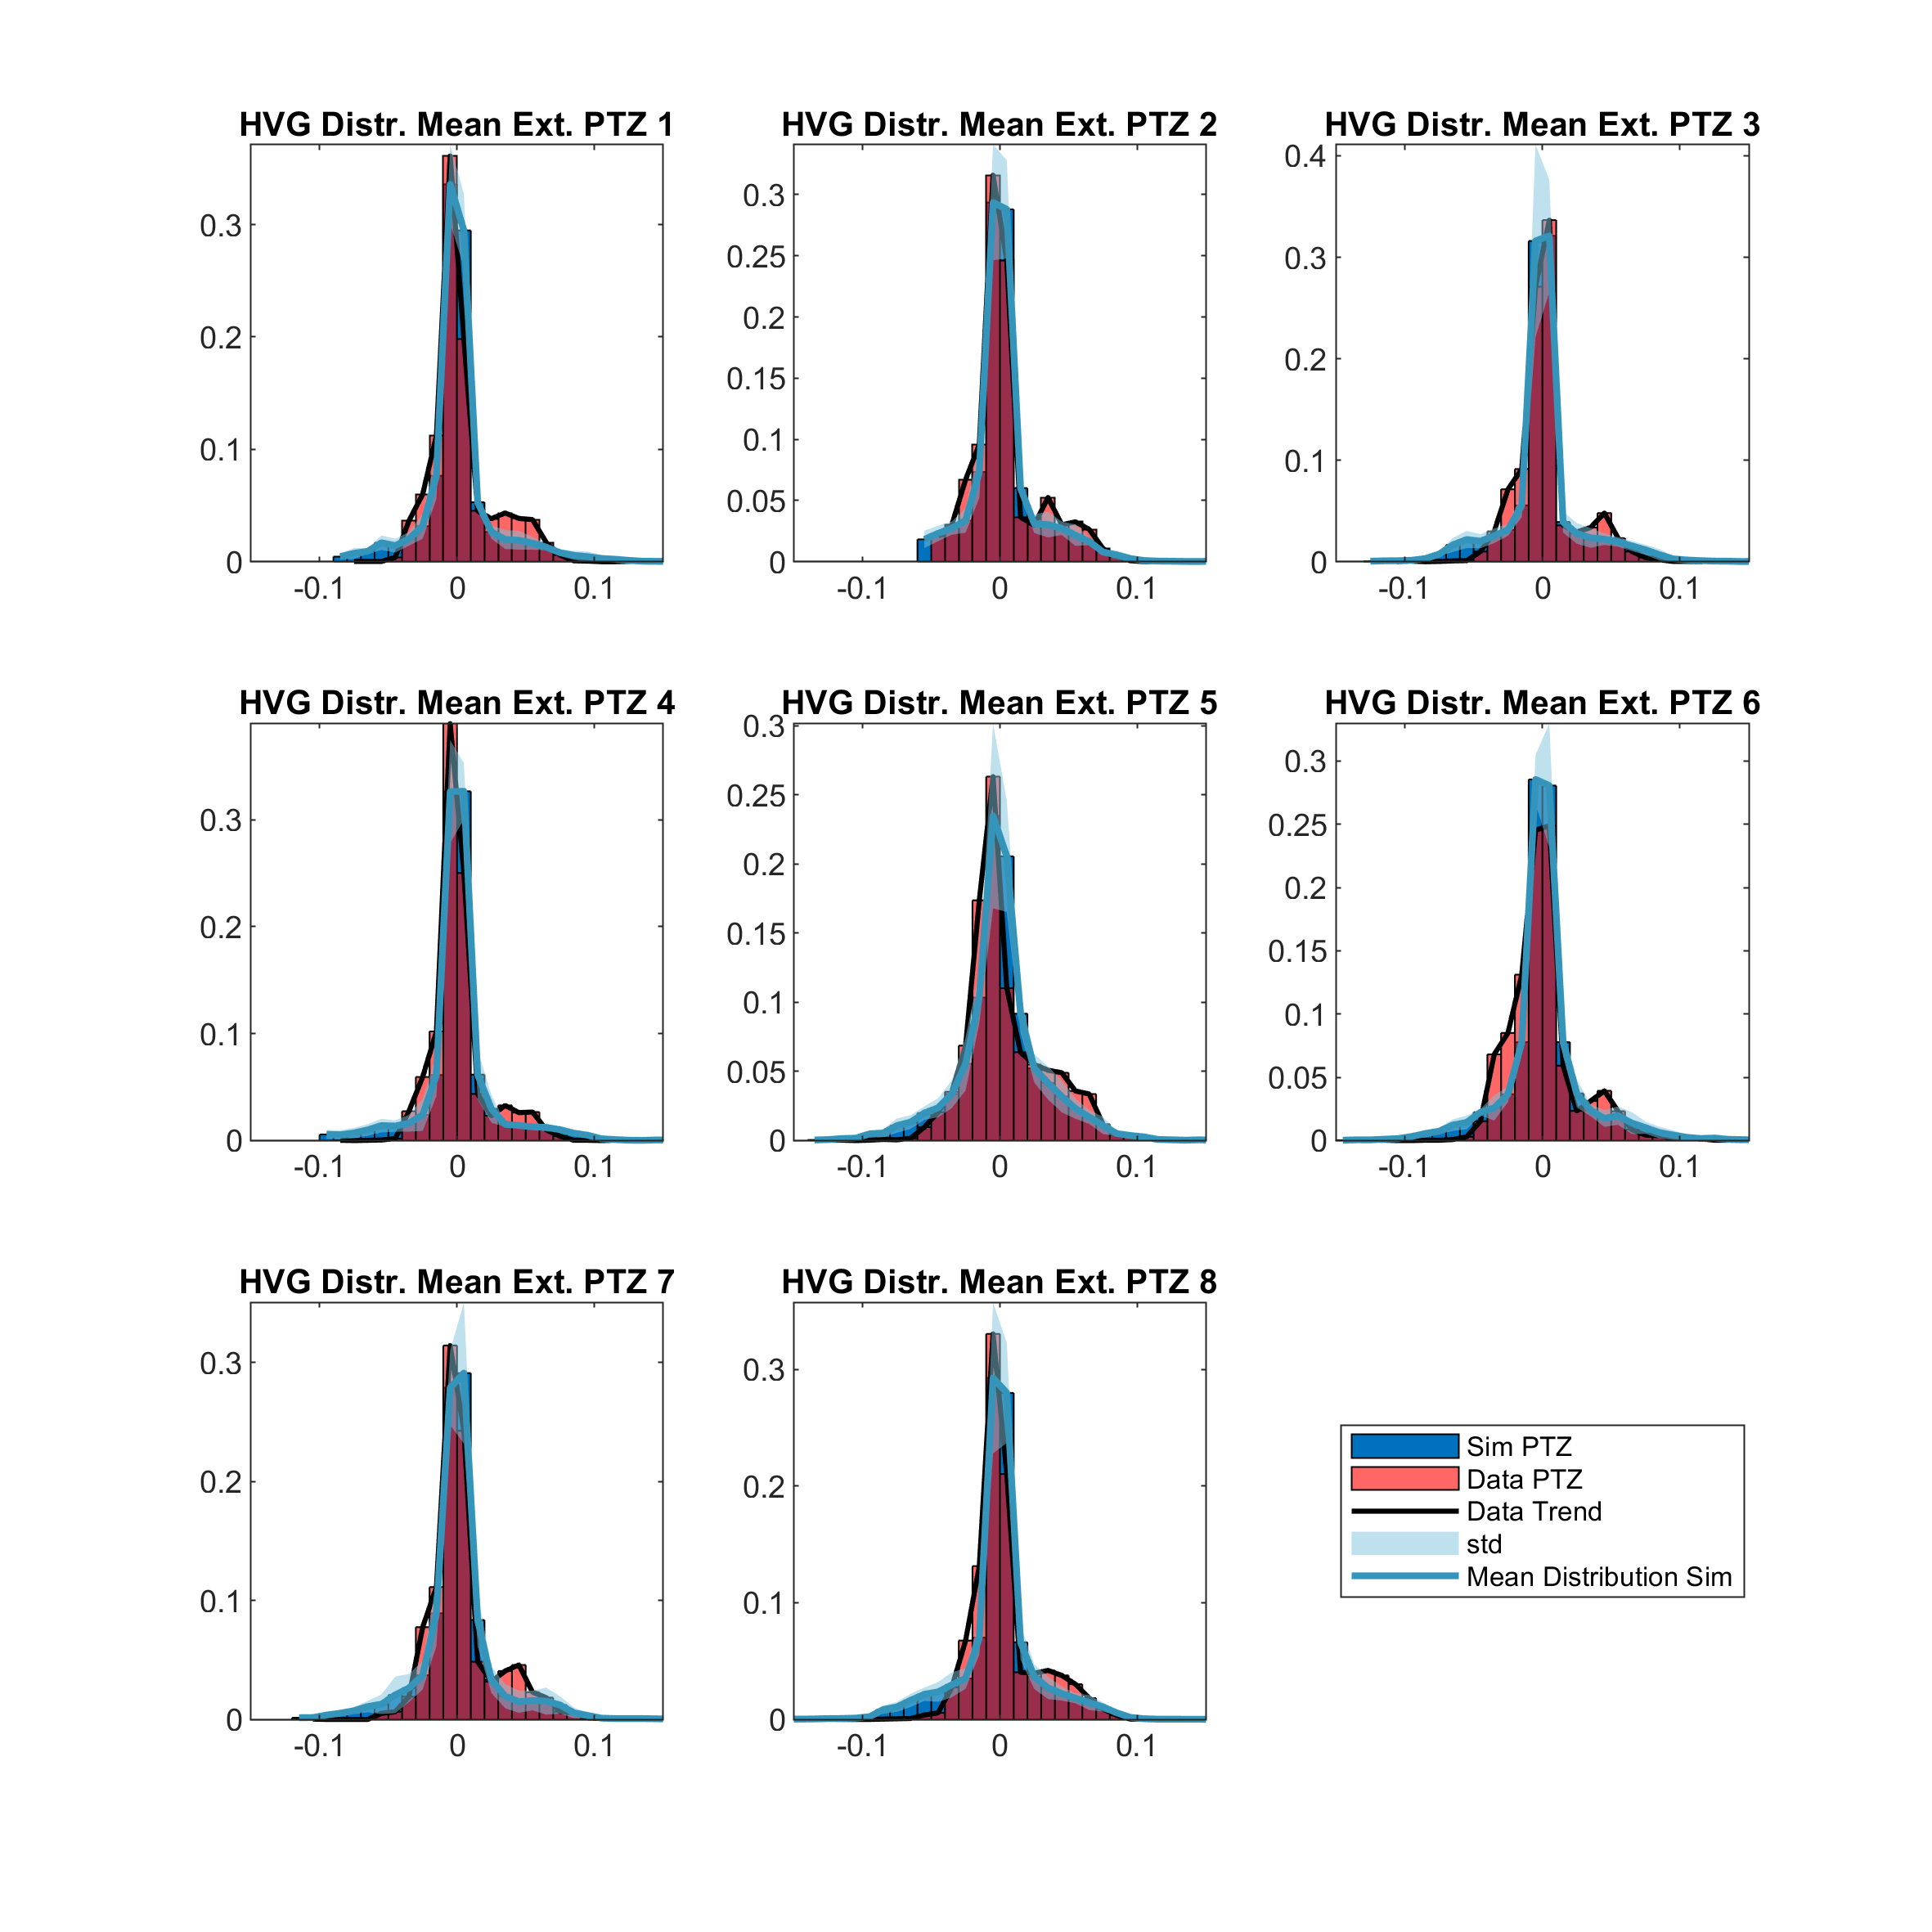 HVG Distr. Mean Ext. PTZ 1
0.3
0.2
0.1
0
-0.1 0 0.1
HVG Distr. Mean Ext. PTZ 2
0.3
0.25
0.2
0.15
0.1
0.05
0
-0.1 0 0.1
HVG Distr. Mean Ext. PTZ 3
0.4
0.3
0.2
0.1
0
-0.1 0 0.1
HVG Distr. Mean Ext. PTZ 4
0.3
0.2
0.1
0
-0.1 0 0.1
HVG Distr. Mean Ext. PTZ 5
0.3
0.25
0.2
0.15
0.1
0.05
0
-0.1 0 0.1
HVG Distr. Mean Ext. PTZ 6
0.3
0.25
0.2
0.15
0.1
0.05
0
-0.1 0 0.1
HVG Distr. Mean Ext. PTZ 7
0.3
0.2
0.1
0
-0.1 0 0.1
HVG Distr. Mean Ext. PTZ 8
0.3
0.2
0.1
0
-0.1 0 0.1
Sim PTZ
Data PTZ
Data Trend
std
Mean Distribution Sim